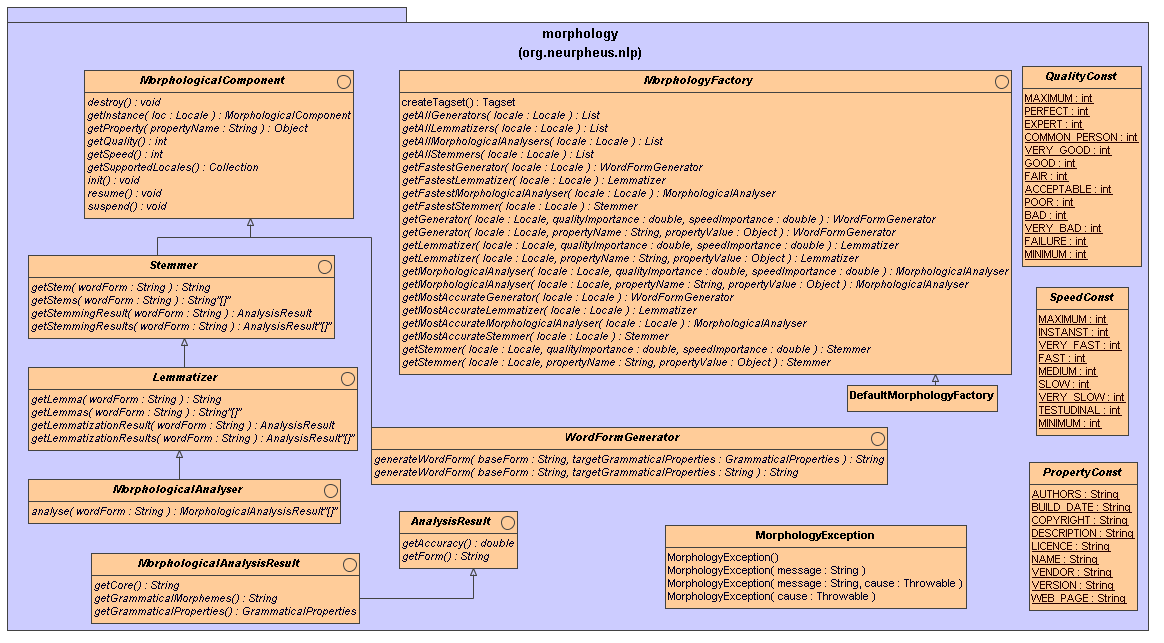 morphology
(org.neurpheus.nlp)
MorphologicalComponent
destroy() : void
getInstance( loc : Locale ) : MorphologicalComponent
getProperty( propertyName : String ) : Object
getQuality() : int
getSpeed() : int
getSupportedLocales() : Collection
init() : void
resume() : void
suspend() : void
MorphologyFactory
createTagset() : Tagset
getAllGenerators( locale : Locale ) : List
getAllLemmatizers( locale : Locale ) : List
getAllMorphologicalAnalysers( locale : Locale ) : List
getAllStemmers( locale : Locale ) : List
getFastestGenerator( locale : Locale ) : WordFormGenerator
getFastestLemmatizer( locale : Locale ) : Lemmatizer
getFastestMorphologicalAnalyser( locale : Locale ) : MorphologicalAnalyser
getFastestStemmer( locale : Locale ) : Stemmer
getGenerator( locale : Locale, qualityImportance : double, speedImportance : double ) : WordFormGenerator
getGenerator( locale : Locale, propertyName : String, propertyValue : Object ) : WordFormGenerator
getLemmatizer( locale : Locale, qualityImportance : double, speedImportance : double ) : Lemmatizer
getLemmatizer( locale : Locale, propertyName : String, propertyValue : Object ) : Lemmatizer
getMorphologicalAnalyser( locale : Locale, qualityImportance : double, speedImportance : double ) : MorphologicalAnalyser
getMorphologicalAnalyser( locale : Locale, propertyName : String, propertyValue : Object ) : MorphologicalAnalyser
getMostAccurateGenerator( locale : Locale ) : WordFormGenerator
getMostAccurateLemmatizer( locale : Locale ) : Lemmatizer
getMostAccurateMorphologicalAnalyser( locale : Locale ) : MorphologicalAnalyser
getMostAccurateStemmer( locale : Locale ) : Stemmer
getStemmer( locale : Locale, qualityImportance : double, speedImportance : double ) : Stemmer
getStemmer( locale : Locale, propertyName : String, propertyValue : Object ) : Stemmer
QualityConst
MAXIMUM : int
PERFECT : int
EXPERT : int
COMMON_PERSON : int
VERY_GOOD : int
GOOD : int
FAIR : int
ACCEPTABLE : int
POOR : int
BAD : int
VERY_BAD : int
FAILURE : int
MINIMUM : int
Stemmer
getStem( wordForm : String ) : String
getStems( wordForm : String ) : String"[]"
getStemmingResult( wordForm : String ) : AnalysisResult
getStemmingResults( wordForm : String ) : AnalysisResult"[]"
SpeedConst
MAXIMUM : int
INSTANST : int
VERY_FAST : int
FAST : int
MEDIUM : int
SLOW : int
VERY_SLOW : int
TESTUDINAL : int
MINIMUM : int
Lemmatizer
getLemma( wordForm : String ) : String
getLemmas( wordForm : String ) : String"[]"
getLemmatizationResult( wordForm : String ) : AnalysisResult
getLemmatizationResults( wordForm : String ) : AnalysisResult"[]"
DefaultMorphologyFactory
WordFormGenerator
generateWordForm( baseForm : String, targetGrammaticalProperties : GrammaticalProperties ) : String
generateWordForm( baseForm : String, targetGrammaticalProperties : String ) : String
MorphologicalAnalyser
analyse( wordForm : String ) : MorphologicalAnalysisResult"[]"
PropertyConst
AUTHORS : String
BUILD_DATE : String
COPYRIGHT : String
DESCRIPTION : String
LICENCE : String
NAME : String
VENDOR : String
VERSION : String
WEB_PAGE : String
AnalysisResult
getAccuracy() : double
getForm() : String
MorphologyException
MorphologyException()
MorphologyException( message : String )
MorphologyException( message : String, cause : Throwable )
MorphologyException( cause : Throwable )
MorphologicalAnalysisResult
getCore() : String
getGrammaticalMorphemes() : String
getGrammaticalProperties() : GrammaticalProperties